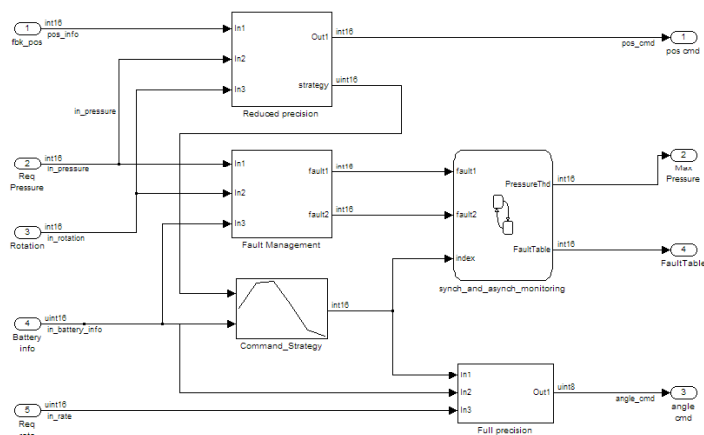 int16
1
fbk_pos
pos_info
In1
In2
In3
Out1
strategy
Reduced precision
int16
uint16
pos_cmd
1
pos cmd
in_pressure
2
Req
Pressure
int16
in_pressure
In1
In2
In3
fault1
fault2
Fault Management
int16
int16
fault1
fault2
index
PressureThd
FaultTable
synch_and_asynch_monitoring
int16
int16
2
Max
Pressure
4
FaultTable
int16
3
Rotation
in_rotation
uint16
4
Battery
info
in_battery_info
Command_Strategy
int16
uint16
5
Req
in_rate
In1
In2
In3
Out1
Full precision
uint8
angle_cmd
3
angle
cmd